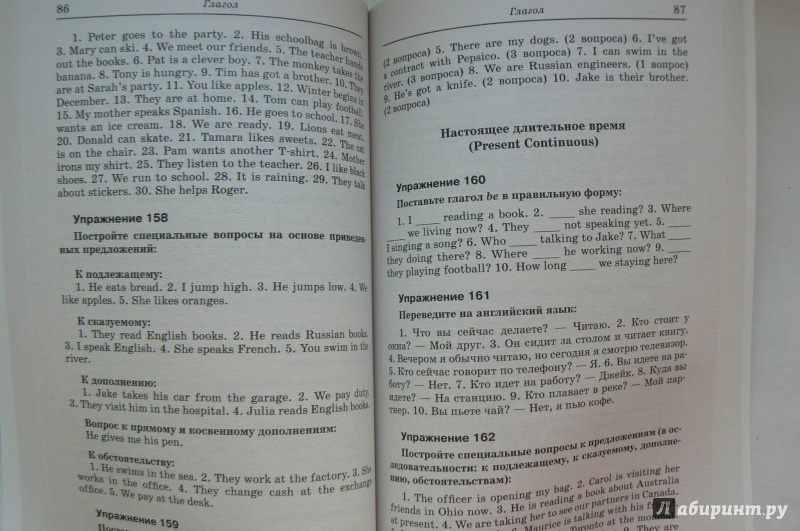 86
Глагол
1. Peter goes to the party. 2. His schoolbag is brown.
3. Mary can ski. 4. We meet our friends. 5. The teacher hands
out the books. 6. Pat is a clever boy. 7. The monkey takes the
banana. 8. Tony is hungry. 9. Tim has got a brother. 10. They
are at Sarah's party. 11. You like apples. 12. Winter begins in
December. 13. They are at home. 14. Tom can play football.
15. My mother speaks Spanish. 16. He goes to school. 17. She
wants an ice cream. 18. We are ready. 19. Lions eat meat.
20. Donald can skate. 21. Tamara likes sweets. 22. The cat
is on the chair. 23. Pam wants another T-shirt. 24. Mother
irons my shirt. 25. They listen to the teacher. 26. I like black
shoes. 27. We run to school. 28. It is raining. 29. They talk
about stickers. 30. She helps Roger.
Упражнение 158
Постройте специальные вопросы на основе приведен-
ных предложений:
К подлежащему:
1. He eats bread. 2. I jump high. 3. He jumps low. 4. We
like apples. 5. She likes oranges.
К сказуемому:
1. They read English books. 2. He reads Russian books.
3. I speak English. 4. She speaks French. 5. You swim in the
river.
К дополнению:
1. Jake takes his car from the garage. 2. We pay duty.
3. They visit him in the hospital. 4. Julia reads English books.
Вопрос к прямому и косвенному дополнениям:
He gives me his pen.
К обстоятельству:
1. He swims in the sea. 2. They work at the factory. 3. She
works in the office. 4. They change cash at the exchange
office. 5. We pay at the desk.
Упражнение 159
Глагол
87
(2 вопроса) 5. There are my dogs. (2 вопроса) 6. I've got
a contract with Pepsico. (3 вопроса) 7. I can swim in the
river. (3 вопроса) 8. We are Russian engineers. (1 вопрос)
9. He's got a knife. (2 вопроса) 10. Jake is their brother.
(2 вопроса)
Настоящее длительное время
(Present Continuous)
Упражнение 160
Поставьте глагол be в правильную форму:
1. I ____ reading a book. 2. ____ she reading? 3. Where
____ we living now? 4. They ____ not speaking yet. 5. ____
I singing a song? 6. Who ____ talking to Jake? 7. What ____
they doing there? 8. Where ____ he working now? 9. ____
they playing football? 10. How long ____ we staying here?
Упражнение 161
Переведите на английский язык:
1. Что вы сейчас делаете? — Читаю. 2. Кто стоит у
окна? — Мой друг. 3. Он сидит за столом и читает книгу.
4. Вечером я обычно читаю, но сегодня я смотрю телевизор.
5. Кто сейчас говорит по телефону? — Я. 6. Вы идете на ра-
боту? — Нет. 7. Кто идет на работу? — Джейк. 8. Куда вы
идете? — На станцию. 9. Кто плавает в реке? — Мой пар-
тнер. 10. Вы пьете чай? — Нет, я пью кофе.
Упражнение 162
Постройте специальные вопросы к предложениям (в пос-
ледовательности: к подлежащему, к сказуемому, дополне-
нию, обстоятельствам):
1. The officer is opening my bag. 2. Carol is visiting her
friends in Ohio now. 3. He is reading a book about Australia
at present. 4. We are taking her to see our partners in Canada.
5. Maurice is talking with his
Toronto at the moment
Лабиринт.ру